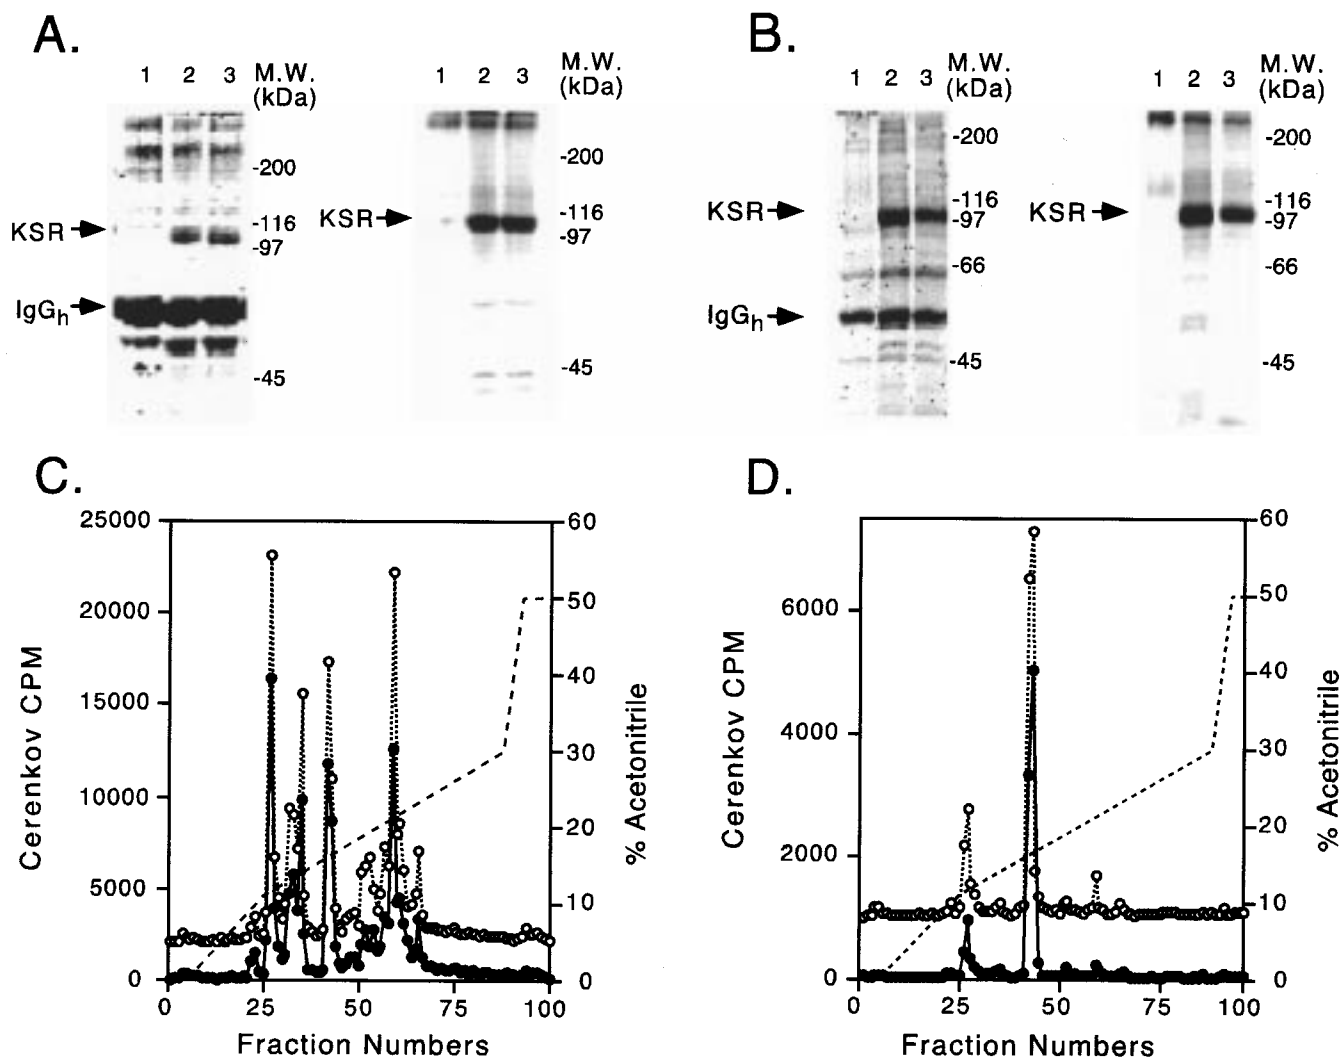 A.
1 2 3 M.W. (kDa)
-200
KSR
-116
-97
IgGh
-45
1 2 3 M.W. (kDa)
-200
KSR
-116
-97
-45
B.
1 2 3 M.W. (kDa)
-200
KSR
-116
-97
-66
IgGh
-45
1 2 3 M.W. (kDa)
-200
KSR
-116
-97
-66
-45
C.
25000
20000
15000
10000
5000
0
Cerenkov CPM
60
50
40
30
20
10
0
% Acetonitrile
0 25 50 75 100
Fraction Numbers
D.
6000
4000
2000
0
Cerenkov CPM
60
50
40
30
20
10
0
% Acetonitrile
0 25 50 75 100
Fraction Numbers